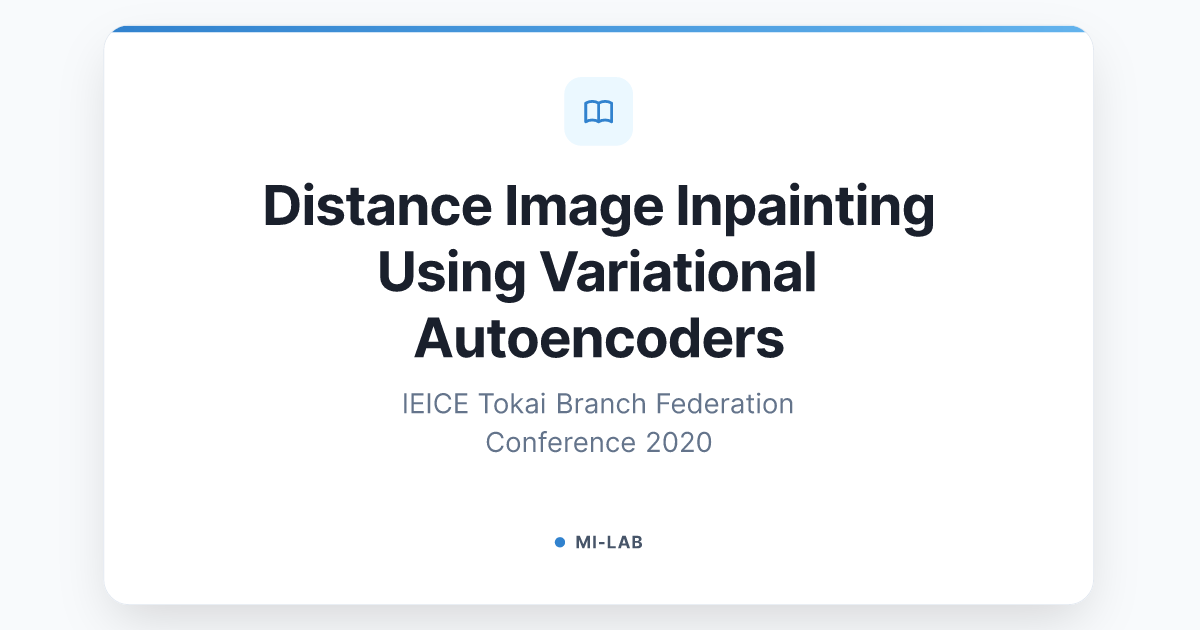 Distance Image Inpainting
Using Variational
Autoencoders
IEICE Tokai Branch Federation
Conference 2020
MI-LAB